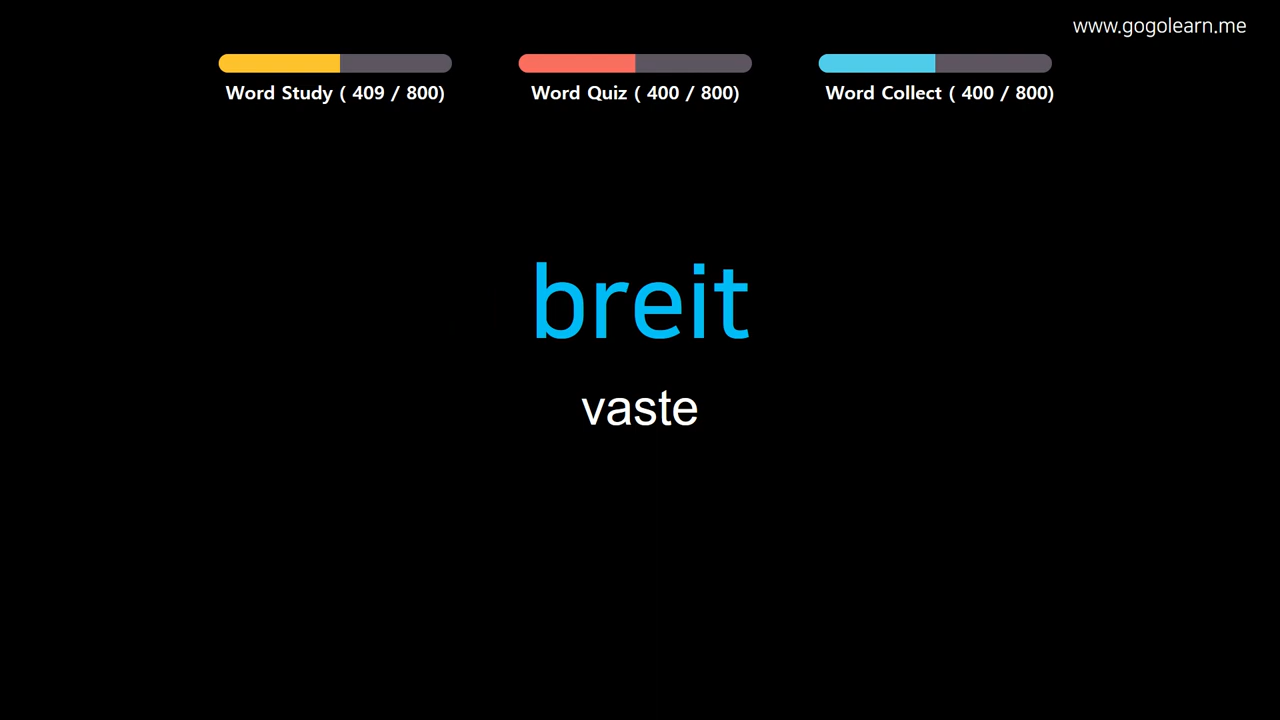 www.gogolearn.me
Word Study ( 409 / 800)
Word Quiz ( 400 / 800)
Word Collect ( 400 / 800)
breit
vaste